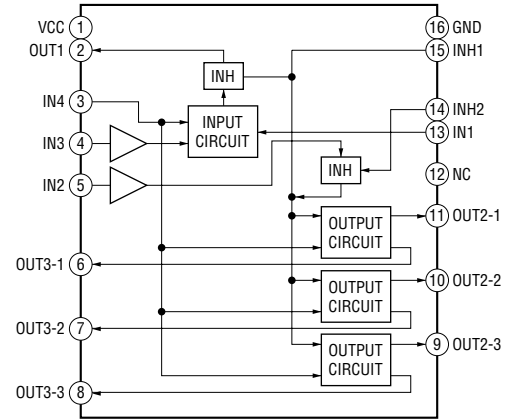 VCC 1
OUT1 2
IN4 3
IN3 4
IN2 5
OUT3-1 6
OUT3-2 7
OUT3-3 8
16 GND
15 INH1
14 INH2
13 IN1
12 NC
11 OUT2-1
10 OUT2-2
9 OUT2-3
INH
INPUT
CIRCUIT
INH
OUTPUT
CIRCUIT
OUTPUT
CIRCUIT
OUTPUT
CIRCUIT